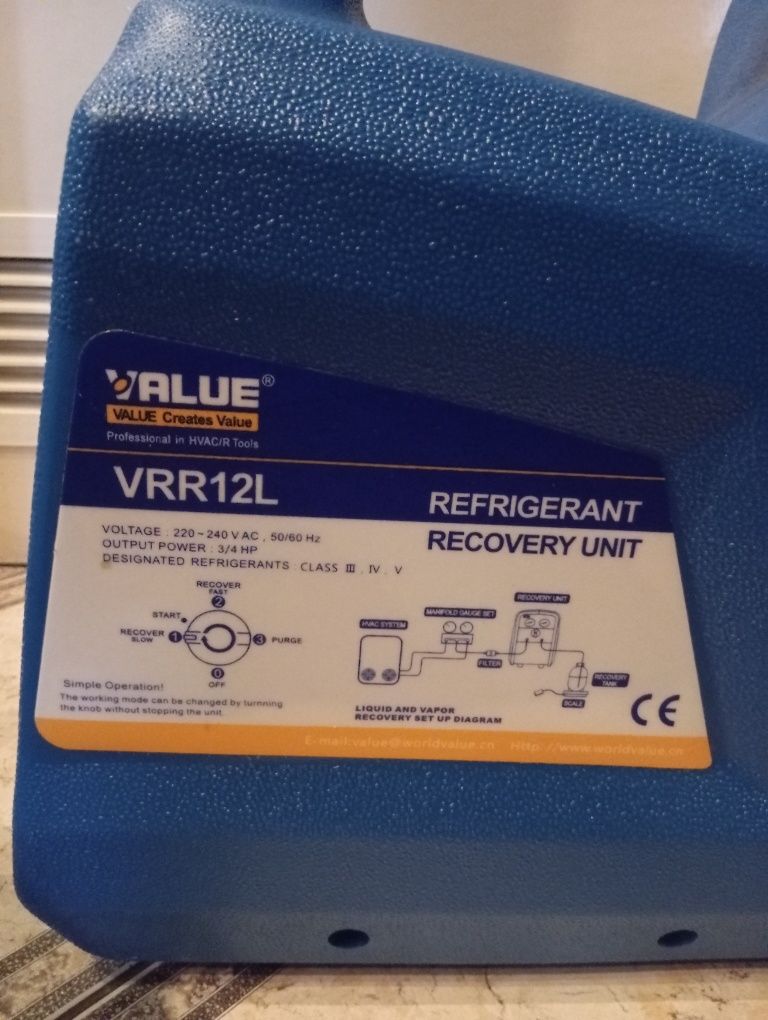 VALUE®
VALUE Creates Value
Professional in HVAC/R Tools
VRR12L
REFRIGERANT
RECOVERY UNIT
VOLTAGE : 220~240 V AC , 50/60 Hz
OUTPUT POWER : 3/4 HP
DESIGNATED REFRIGERANTS : CLASS III , IV , V
RECOVER
FAST
2
START
RECOVER
SLOW
1
3 PURGE
0
OFF
Simple Operation!
The working mode can be changed by turnning
the knob without stopping the unit.
HVAC SYSTEM
MANIFOLD GAUGE SET
RECOVERY UNIT
FILTER
RECOVERY
TANK
SCALE
LIQUID AND VAPOR
RECOVERY SET UP DIAGRAM
CE
E-mail:value@worldvalue.cn Http://www.worldvalue.cn